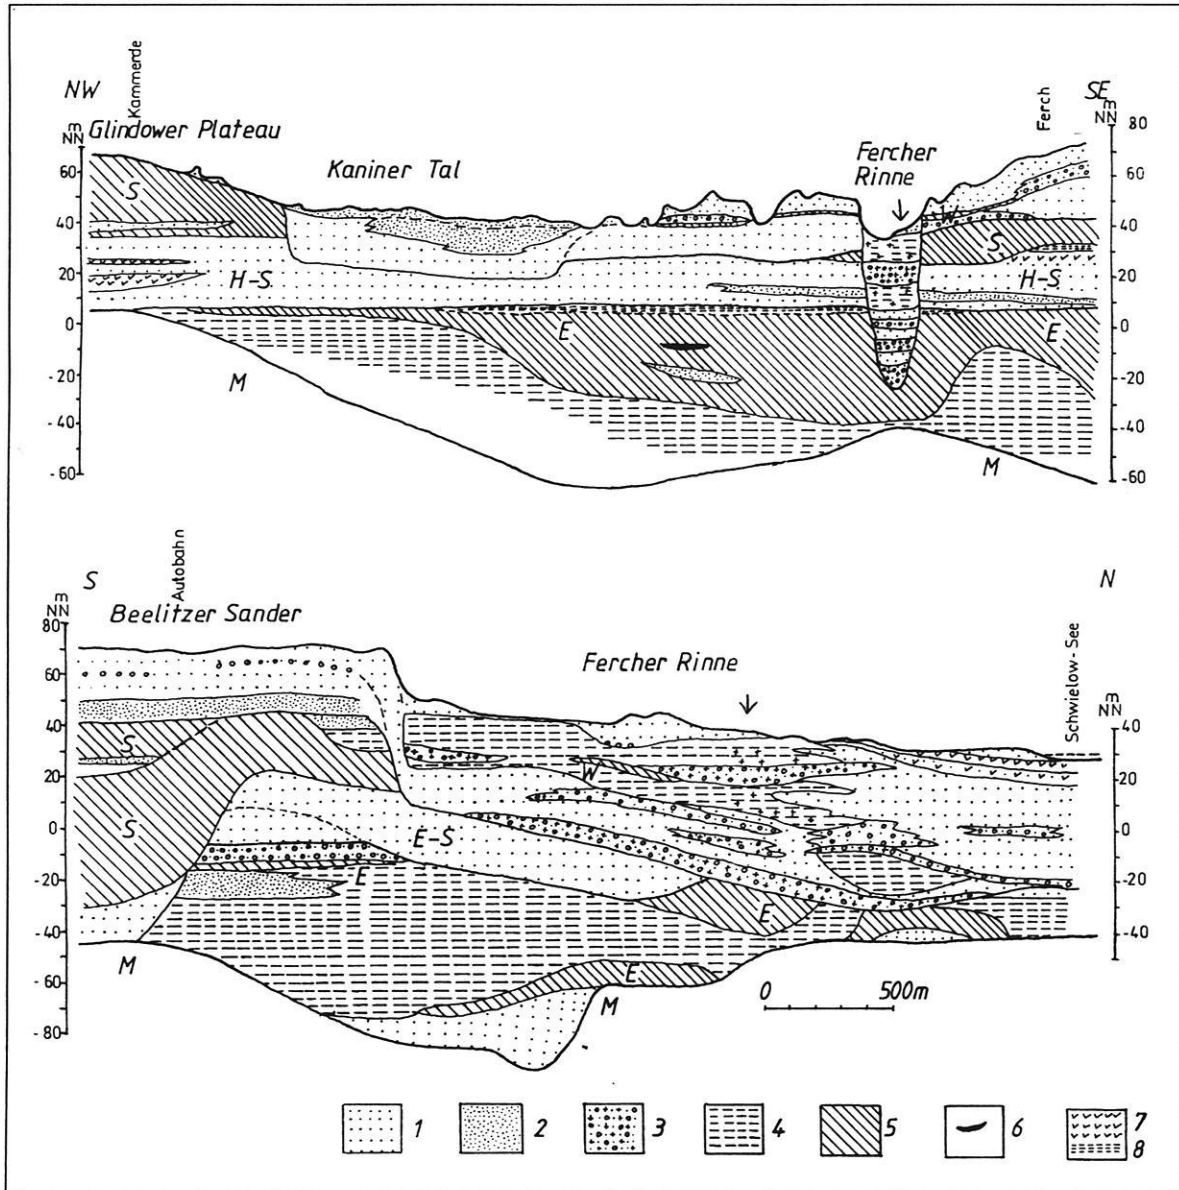 NW
Kammerde
m
NN
Glindower Plateau
Kaniner Tal
Fercher
Rinne
Ferch
SE
m
NN
60
40
20
0
-20
-40
-60
80
60
40
20
0
-20
-40
-60
S
H-S
M
E
W
S
H-S
E
M
S
Autobahn
N
m
NN
Beelitzer Sander
Fercher Rinne
Schwielow-See
m
NN
80
60
40
20
0
-20
-40
-60
-80
40
20
0
-20
-40
S
S
W
E-S
E
E
E
M
M
0 500m
1 2 3 4 5 6 7
8